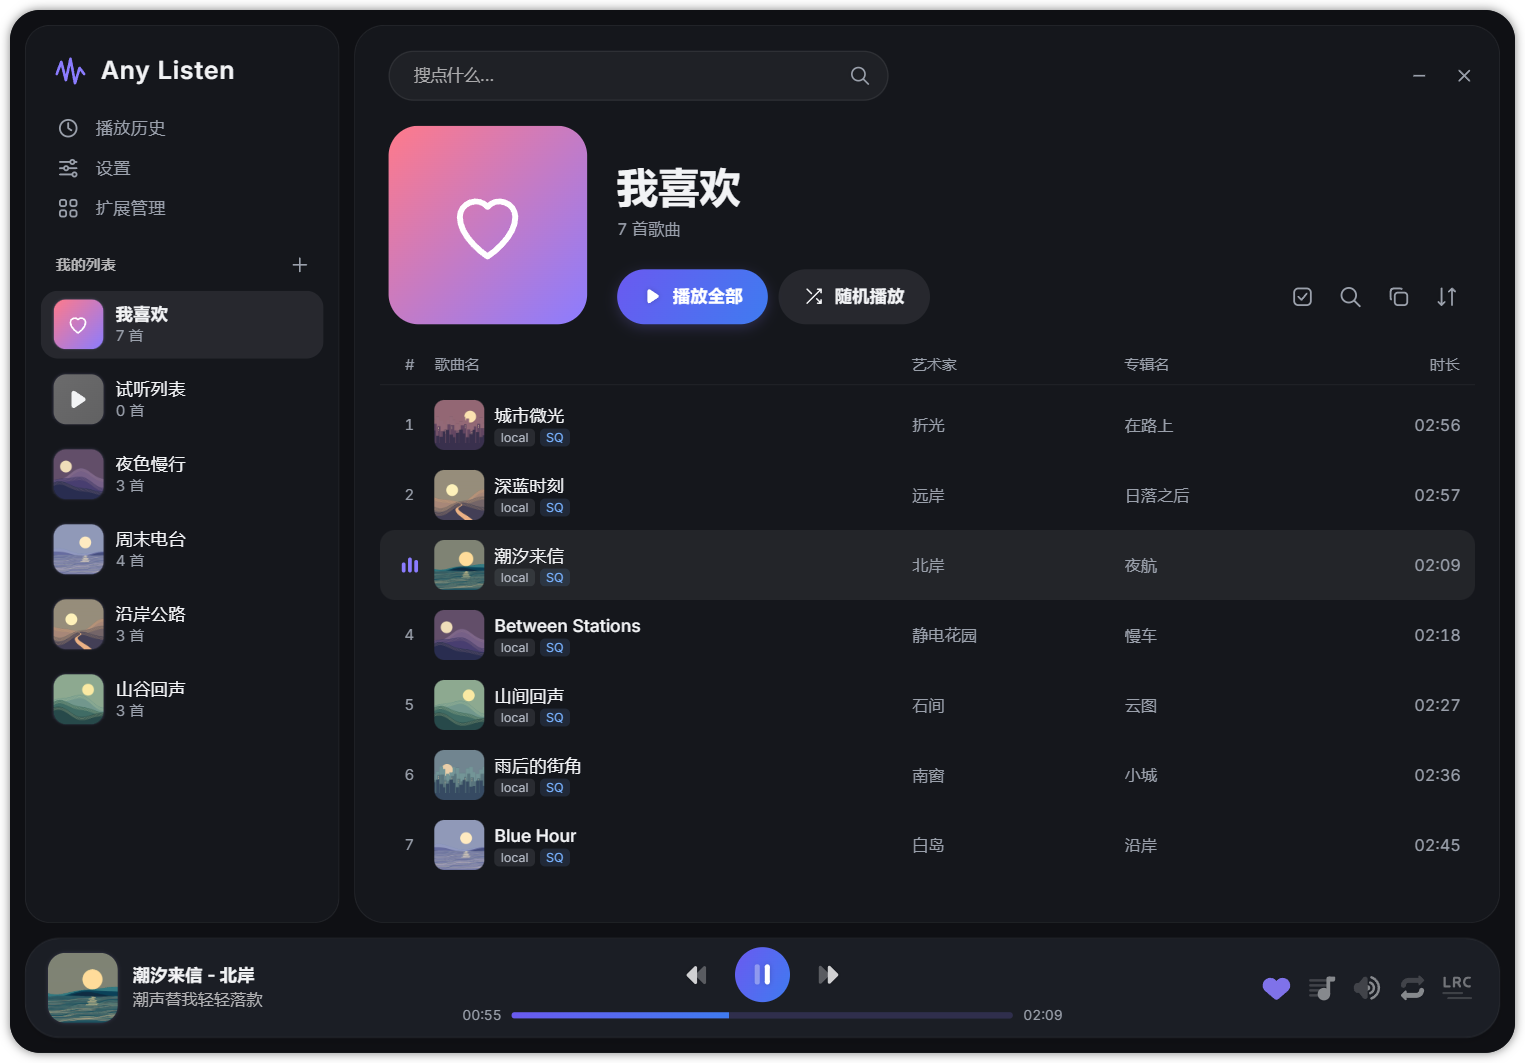 Any Listen
播放历史
设置
扩展管理
我的列表
我喜欢
7 首
试听列表
0 首
夜色慢行
3 首
周末电台
4 首
沿岸公路
3 首
山谷回声
3 首
搜点什么...
我喜欢
7 首歌曲
播放全部 随机播放
# 歌曲名 艺术家 专辑名 时长
1 城市微光 折光 在路上 02:56
local SQ
2 深蓝时刻 远岸 日落之后 02:57
local SQ
潮汐来信 北岸 夜航 02:09
local SQ
4 Between Stations 静电花园 慢车 02:18
local SQ
5 山间回声 石间 云图 02:27
local SQ
6 雨后的街角 南窗 小城 02:36
local SQ
7 Blue Hour 白岛 沿岸 02:45
local SQ
潮汐来信 - 北岸
潮声替我轻轻落款
00:55 02:09
LRC